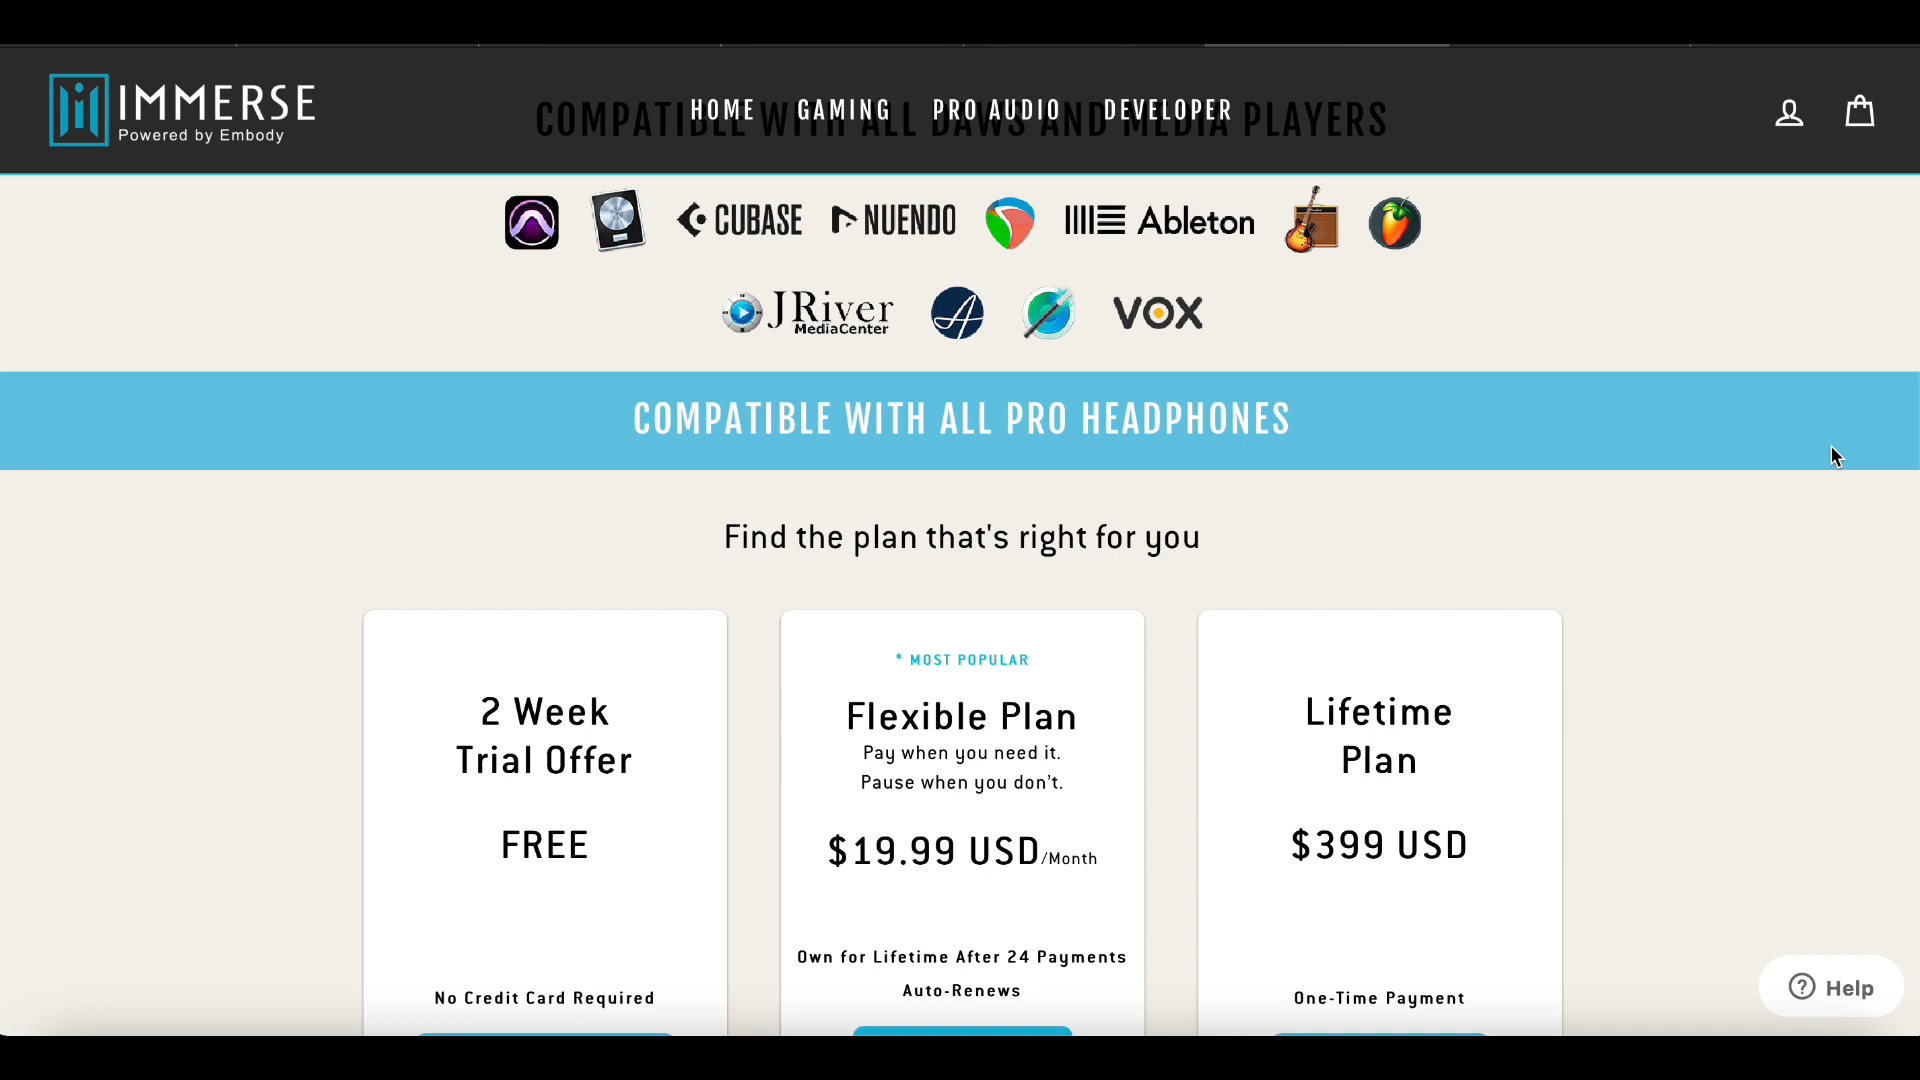 IMMERSE
Powered by Embody
HOME GAMING PRO AUDIO DEVELOPER
COMPATIBLE WITH ALL DAWS AND MEDIA PLAYERS
CUBASE NUENDO Ableton
JRiver
MediaCenter
VOX
COMPATIBLE WITH ALL PRO HEADPHONES
Find the plan that's right for you
2 Week
Trial Offer
FREE
No Credit Card Required
* MOST POPULAR
Flexible Plan
Pay when you need it.
Pause when you don't.
$19.99 USD/Month
Own for Lifetime After 24 Payments
Auto-Renews
Lifetime
Plan
$399 USD
One-Time Payment
? Help